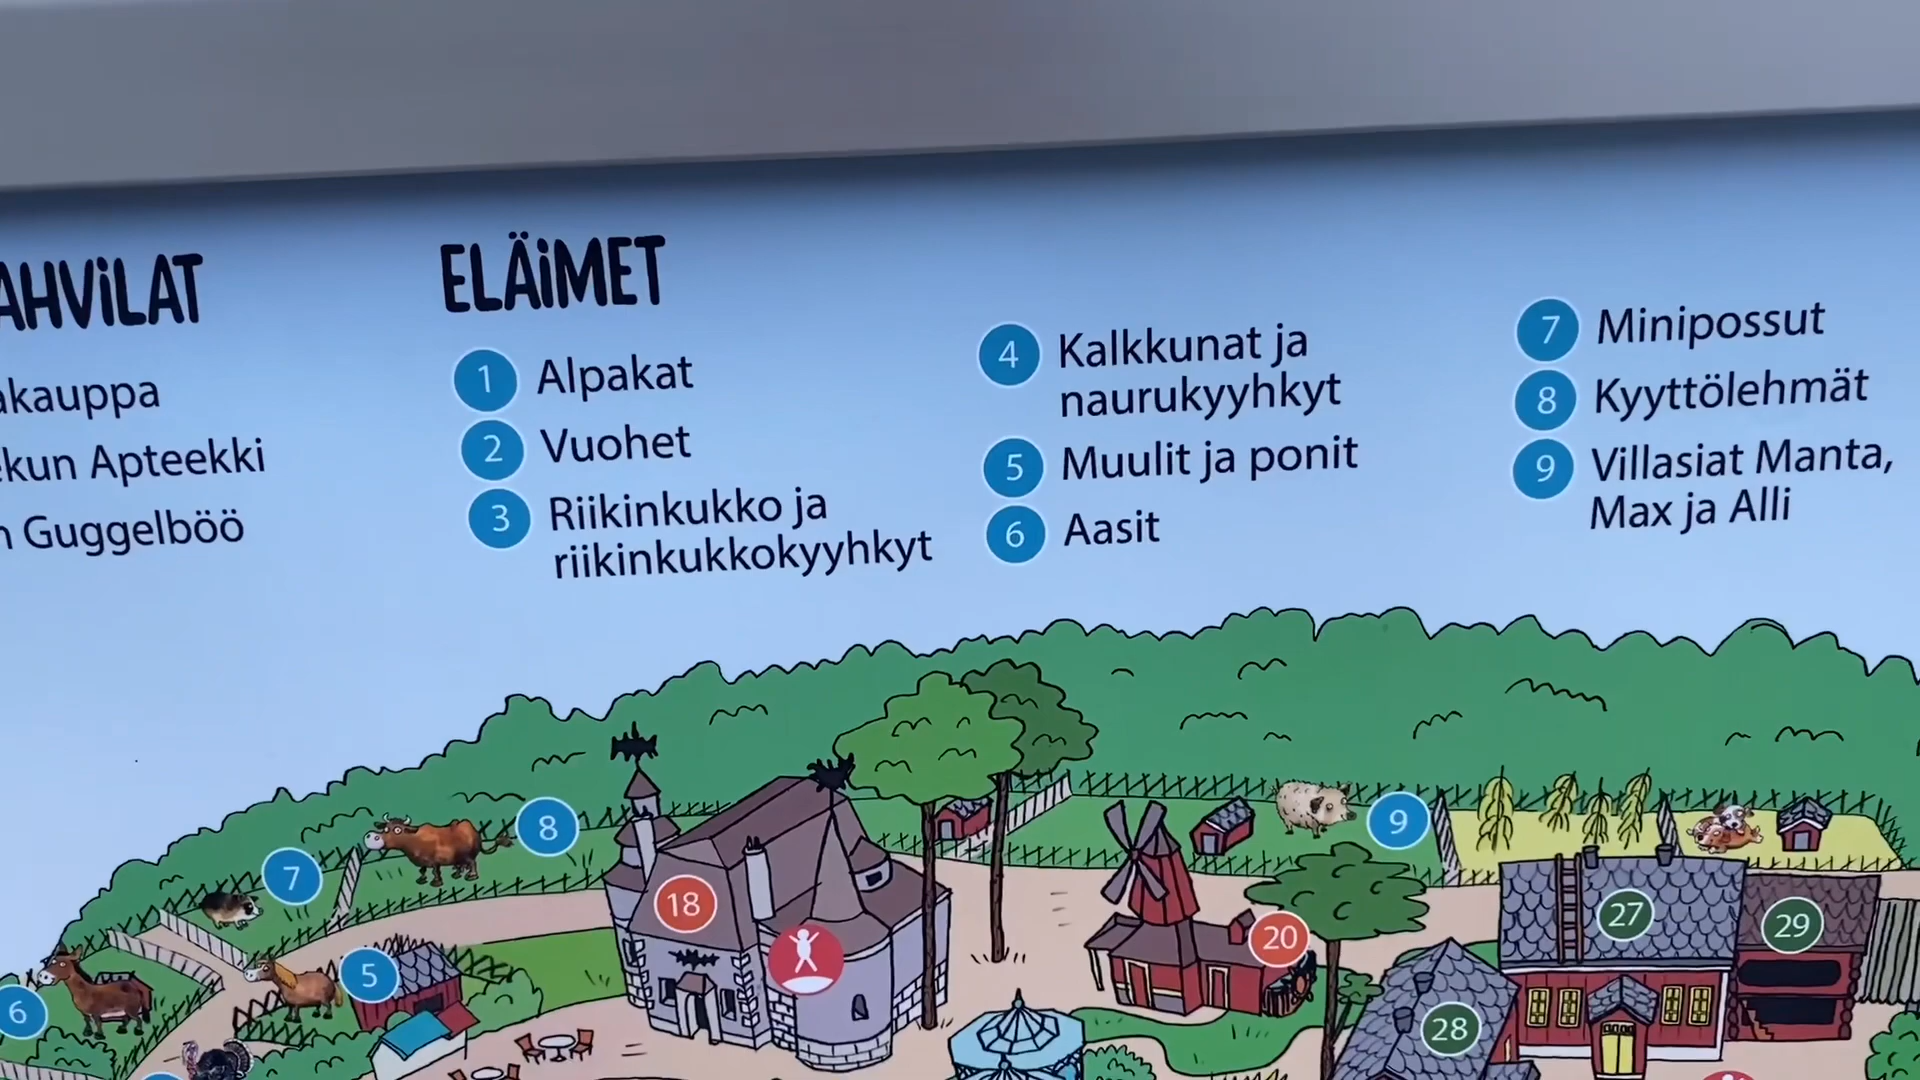 AHViLAT
akauppa
ekun Apteekki
n Guggelböö
ELÄiMET
1 Alpakat
2 Vuohet
3 Riikinkukko ja
riikinkukkokyyhkyt
4 Kalkkunat ja
naurukyyhkyt
5 Muulit ja ponit
6 Aasit
7 Minipossut
8 Kyyttölehmät
9 Villasiat Manta,
Max ja Alli
8
9
7
18
27
20
29
5
6
28